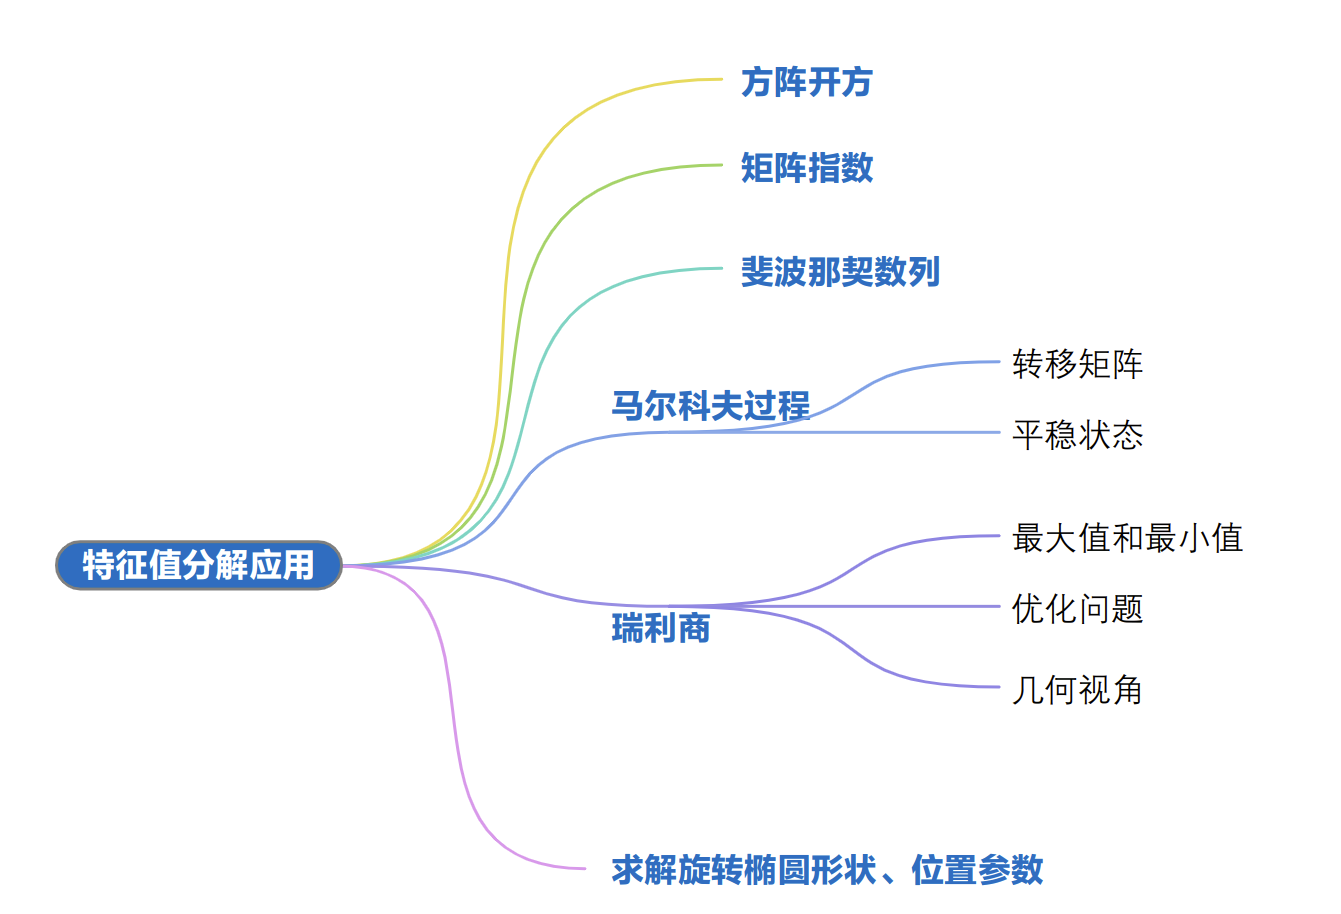 方阵开方
矩阵指数
斐波那契数列
马尔科夫过程
转移矩阵
平稳状态
特征值分解应用
瑞利商
最大值和最小值
优化问题
几何视角
求解旋转椭圆形状、位置参数